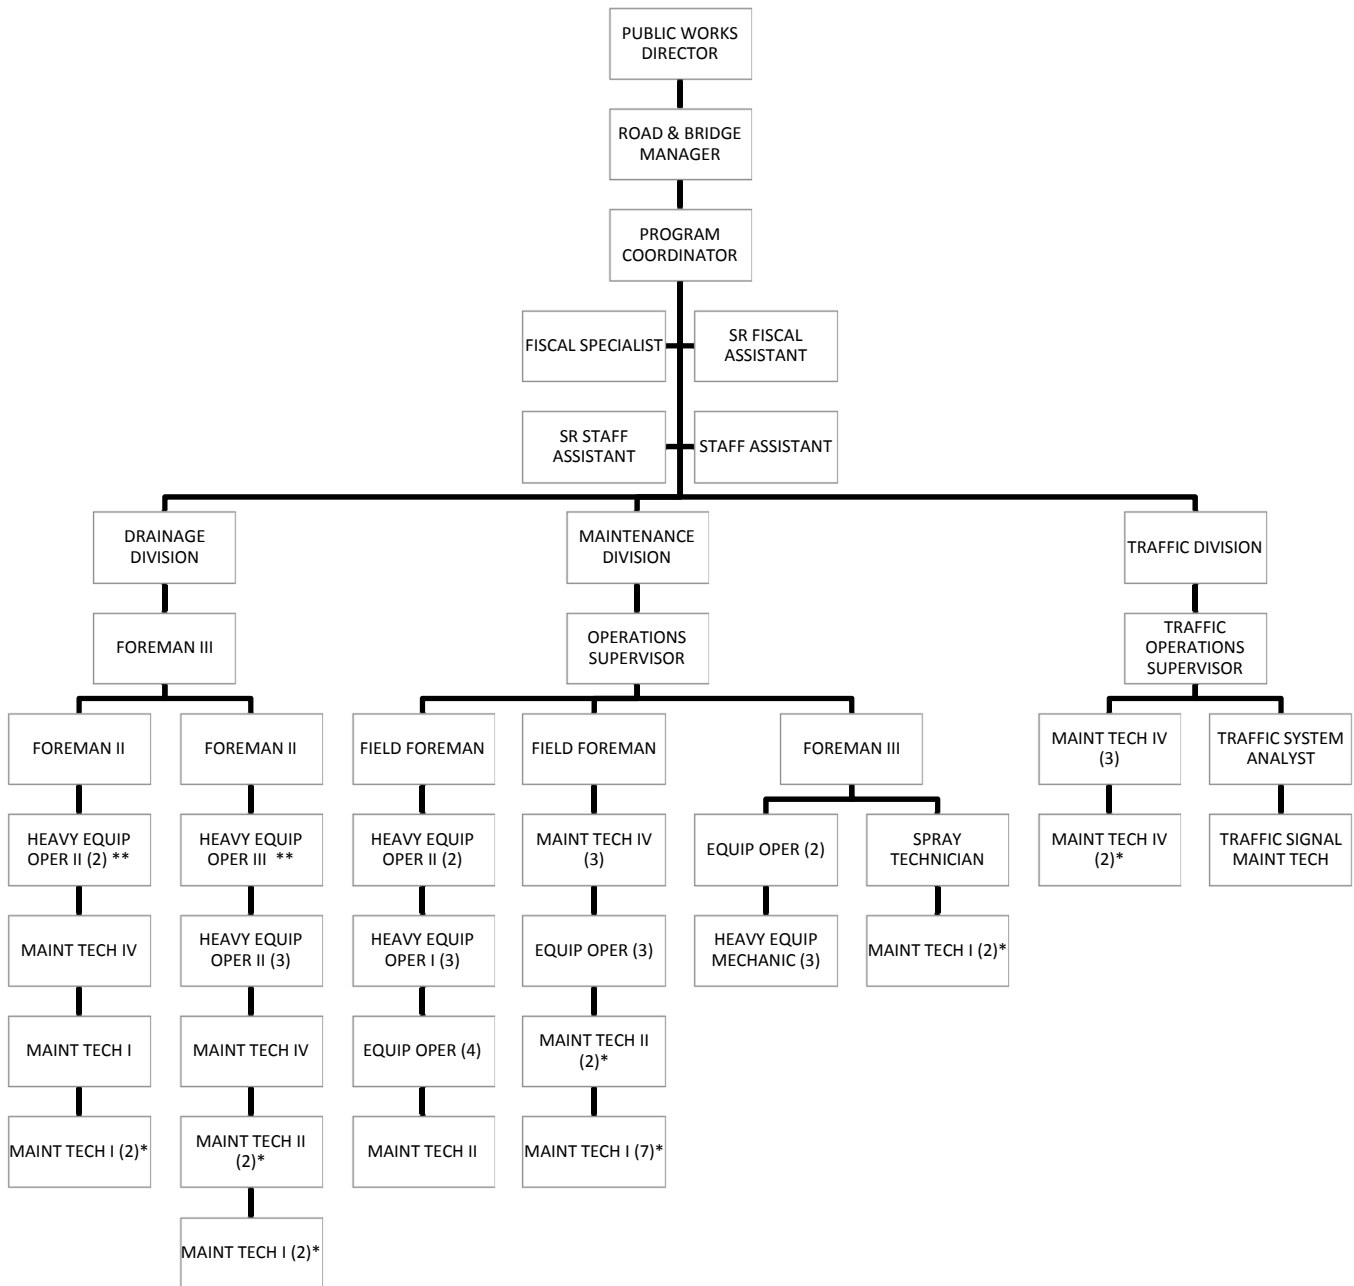 PUBLIC WORKS
DIRECTOR
ROAD & BRIDGE
MANAGER
PROGRAM
COORDINATOR
FISCAL SPECIALIST
SR FISCAL
ASSISTANT
SR STAFF
ASSISTANT
STAFF ASSISTANT
DRAINAGE
DIVISION
MAINTENANCE
DIVISION
TRAFFIC DIVISION
FOREMAN III
OPERATIONS
SUPERVISOR
TRAFFIC
OPERATIONS
SUPERVISOR
FOREMAN II
FOREMAN II
FIELD FOREMAN
FIELD FOREMAN
FOREMAN III
MAINT TECH IV
(3)
TRAFFIC SYSTEM
ANALYST
HEAVY EQUIP
OPER II (2) **
HEAVY EQUIP
OPER III **
HEAVY EQUIP
OPER II (2)
MAINT TECH IV
(3)
EQUIP OPER (2)
SPRAY
TECHNICIAN
MAINT TECH IV
(2)*
TRAFFIC SIGNAL
MAINT TECH
MAINT TECH IV
HEAVY EQUIP
OPER II (3)
HEAVY EQUIP
OPER I (3)
EQUIP OPER (3)
HEAVY EQUIP
MECHANIC (3)
MAINT TECH I (2)*
MAINT TECH I
MAINT TECH IV
EQUIP OPER (4)
MAINT TECH II
(2)*
MAINT TECH I (2)*
MAINT TECH II
(2)*
MAINT TECH II
MAINT TECH I (7)*
MAINT TECH I (2)*